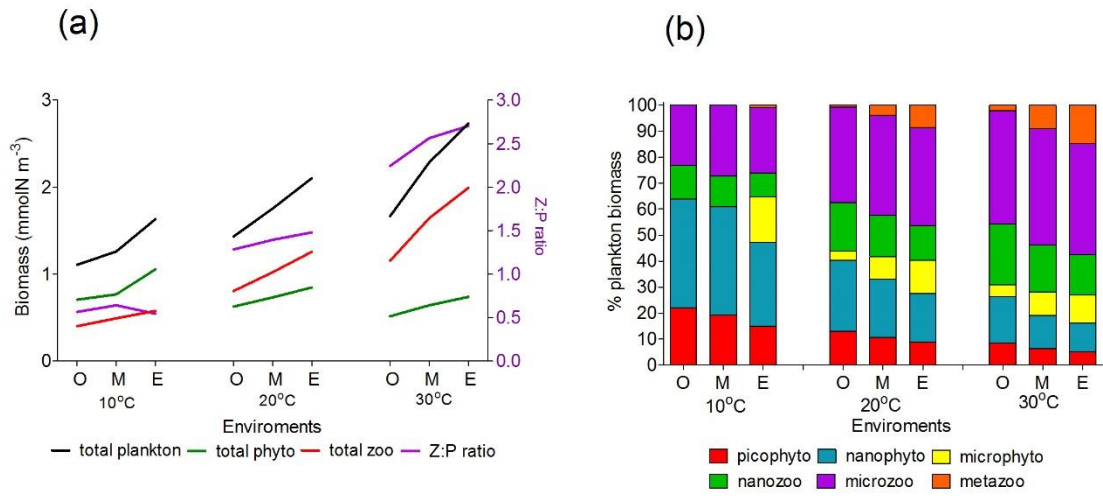 (a)
Biomass (mmolN m-3)
3
2
1
0
3.0
2.5
2.0
1.5
1.0
0.5
0.0
Z:P ratio
O M E O M E O M E
10°C 20°C 30°C
Enviroments
total plankton total phyto total zoo Z:P ratio
(b)
% plankton biomass
100
90
80
70
60
50
40
30
20
10
0
O M E O M E O M E
10°C 20°C 30°C
Enviroments
picophyto nanophyto microphyto
nanozoo microzoo metazoo